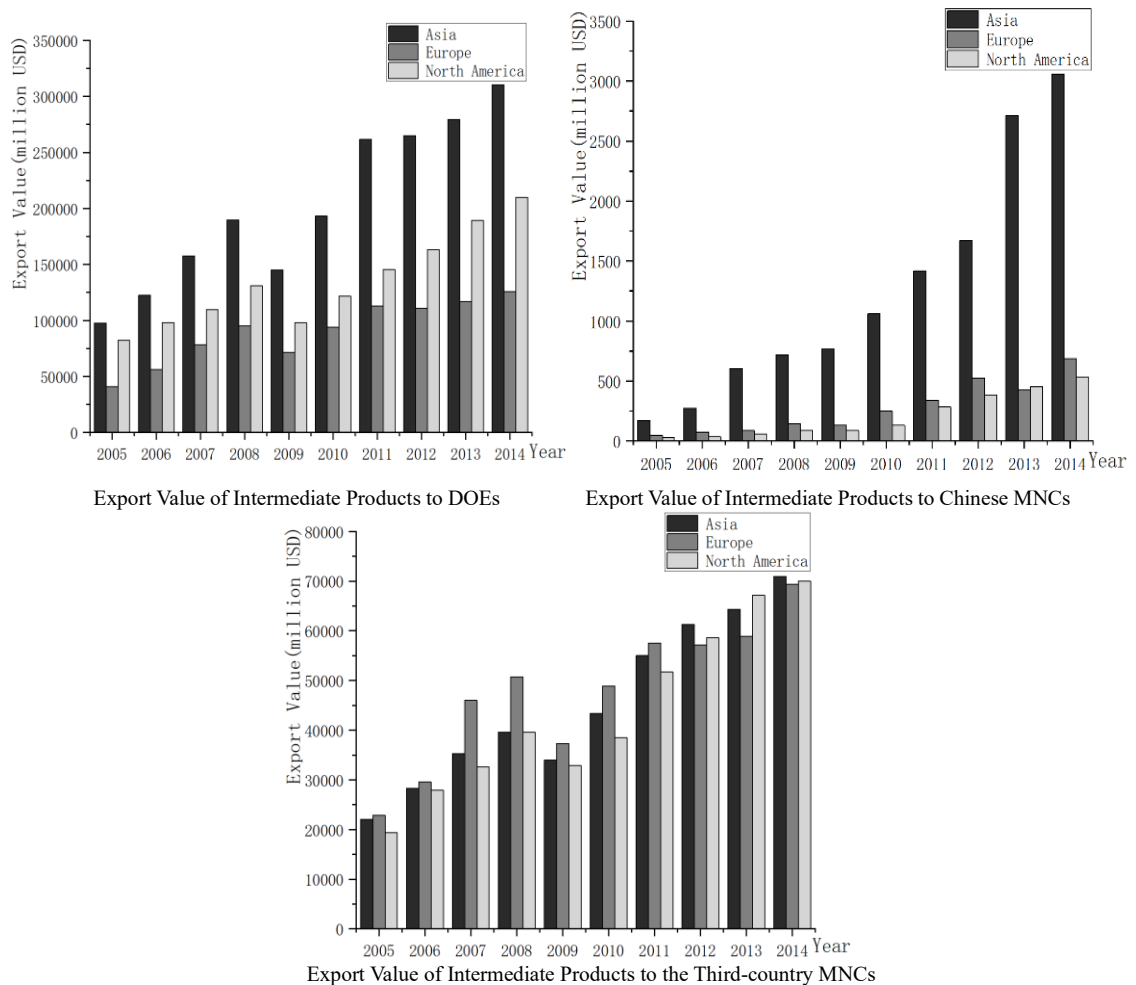 Export Value(million USD)
350000
300000
250000
200000
150000
100000
50000
0
Asia
Europe
North America
2005 2006 2007 2008 2009 2010 2011 2012 2013 2014 Year
Export Value of Intermediate Products to DOEs
Export Value(million USD)
3500
3000
2500
2000
1500
1000
500
0
Asia
Europe
North America
2005 2006 2007 2008 2009 2010 2011 2012 2013 2014 Year
Export Value of Intermediate Products to Chinese MNCs
Export Value(million USD)
80000
70000
60000
50000
40000
30000
20000
10000
0
Asia
Europe
North America
2005 2006 2007 2008 2009 2010 2011 2012 2013 2014 Year
Export Value of Intermediate Products to the Third-country MNCs